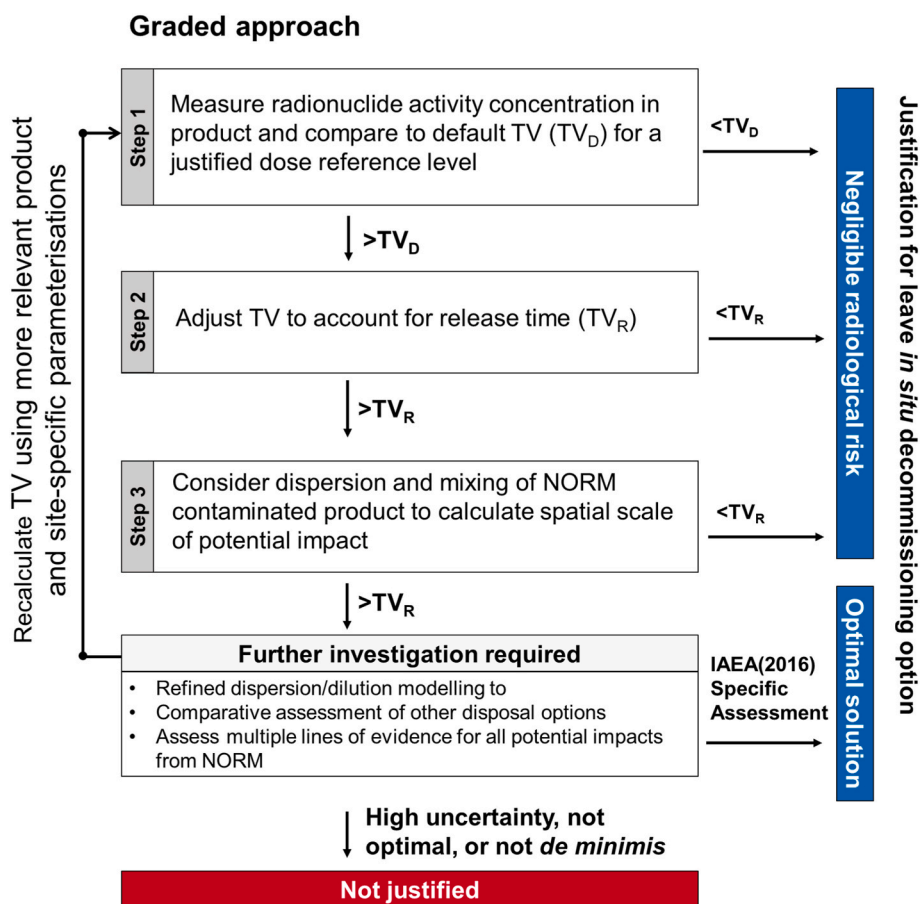 Graded approach
Step 1
Measure radionuclide activity concentration in
product and compare to default TV (TVD) for a
justified dose reference level
<TVD
>TVD
Step 2
Adjust TV to account for release time (TVR)
<TVR
>TVR
Step 3
Consider dispersion and mixing of NORM
contaminated product to calculate spatial scale
of potential impact
<TVR
>TVR
Further investigation required
• Refined dispersion/dilution modelling to
• Comparative assessment of other disposal options
• Assess multiple lines of evidence for all potential impacts
from NORM
IAEA(2016)
Specific
Assessment
High uncertainty, not
optimal, or not de minimis
Not justified
Recalculate TV using more relevant product
and site-specific parameterisations
Negligible radiological
risk
Optimal solution
Justification for leave in situ decommissioning option